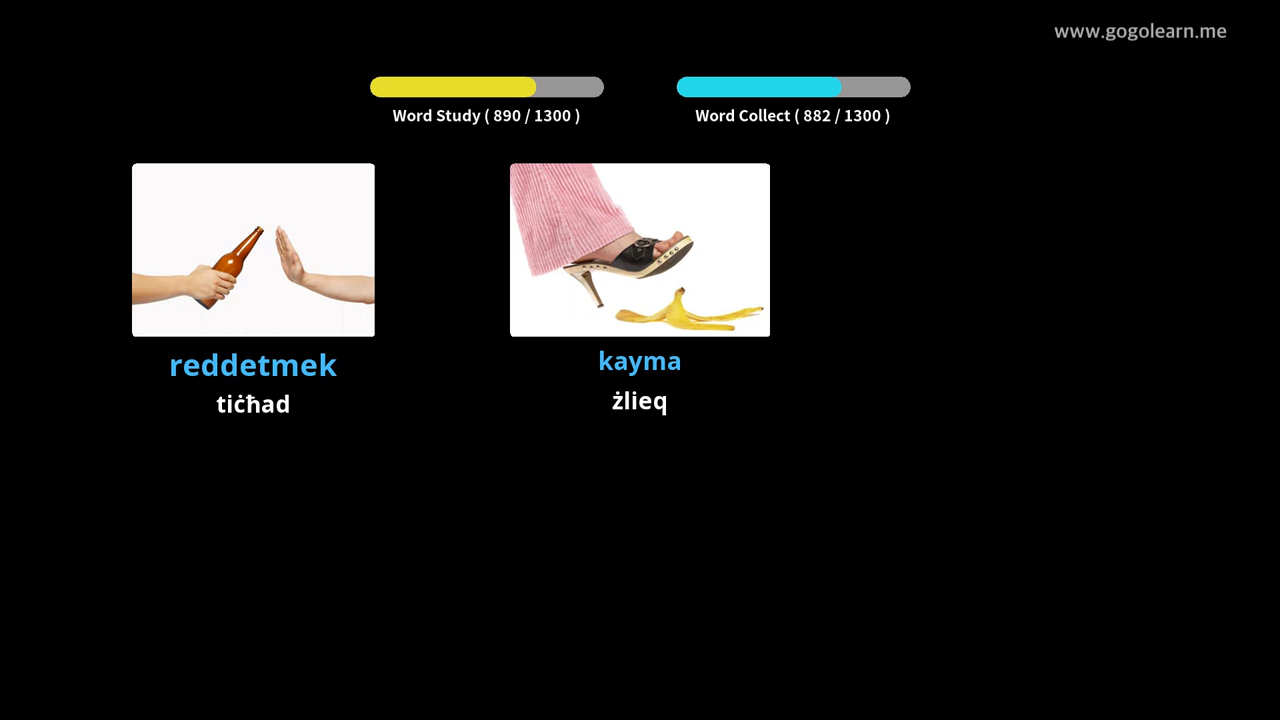 www.gogolearn.me
Word Study ( 890 / 1300 )
Word Collect ( 882 / 1300 )
reddetmek
tiċħad
kayma
żlieq